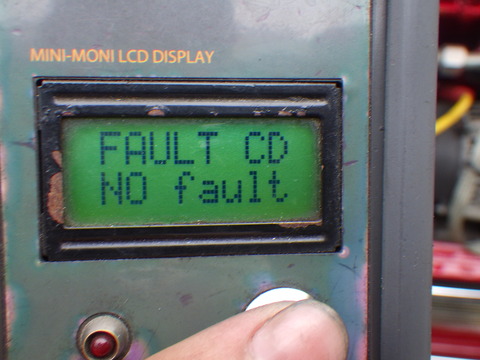 MINI-MONI LCD DISPLAY
FAULT CD
NO fault